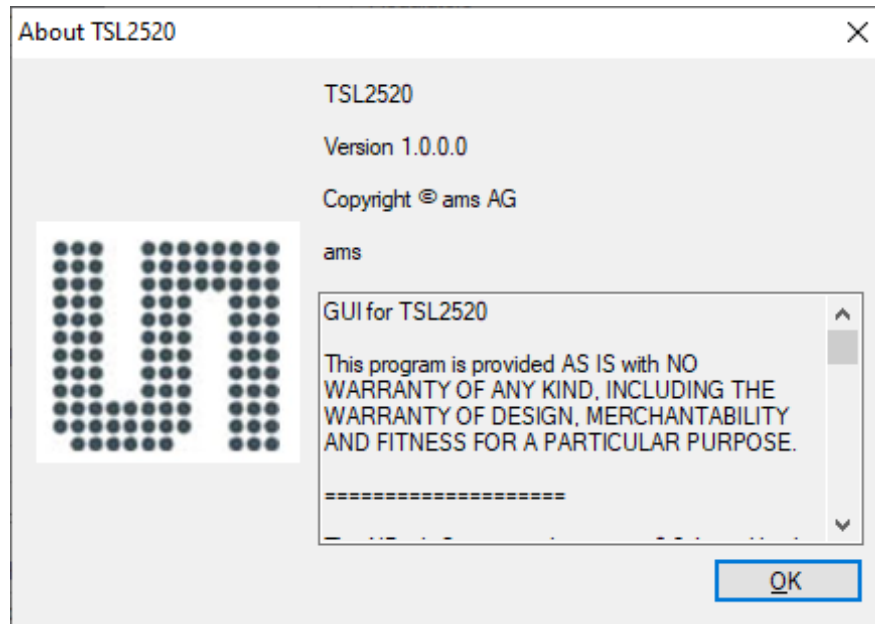 About TSL2520
TSL2520
Version 1.0.0.0
Copyright © ams AG
ams
GUI for TSL2520
This program is provided AS IS with NO
WARRANTY OF ANY KIND, INCLUDING THE
WARRANTY OF DESIGN, MERCHANTABILITY
AND FITNESS FOR A PARTICULAR PURPOSE.
====================
OK